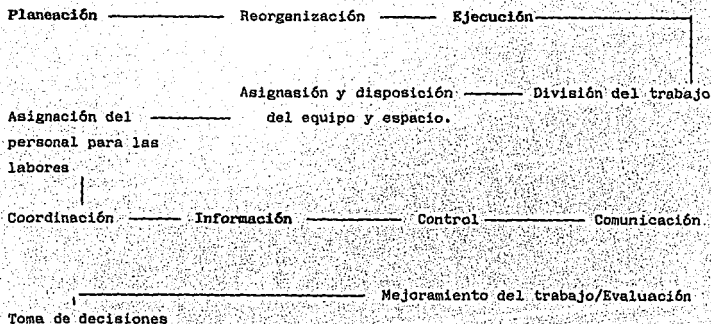 Planeación Reorganización Ejecución
Asignasión y disposición División del trabajo
Asignación del del equipo y espacio.
personal para las
labores
Coordinación Información Control Comunicación
Mejoramiento del trabajo/Evaluación
Toma de decisiones